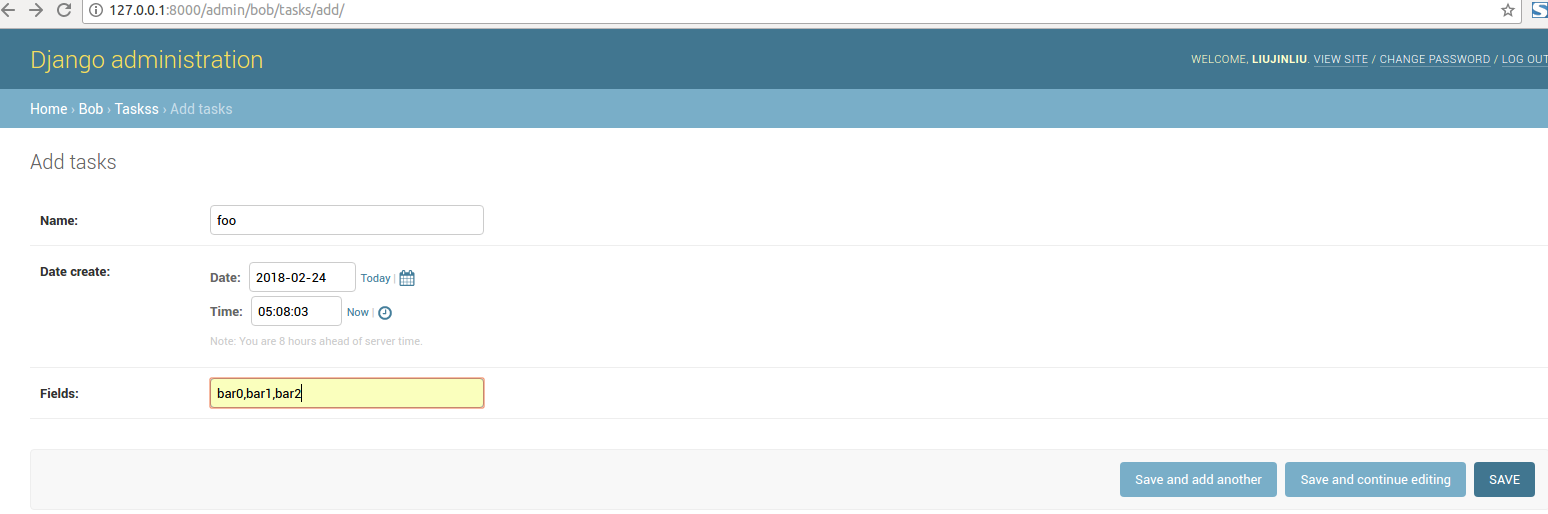 127.0.0.1:8000/admin/bob/tasks/add/
Django administration
WELCOME, LIUJINLIU. VIEW SITE / CHANGE PASSWORD / LOG OUT
Home › Bob › Taskss › Add tasks
Add tasks
Name: foo
Date create:
Date: 2018-02-24 Today |
Time: 05:08:03 Now |
Note: You are 8 hours ahead of server time.
Fields: bar0,bar1,bar2
Save and add another Save and continue editing SAVE